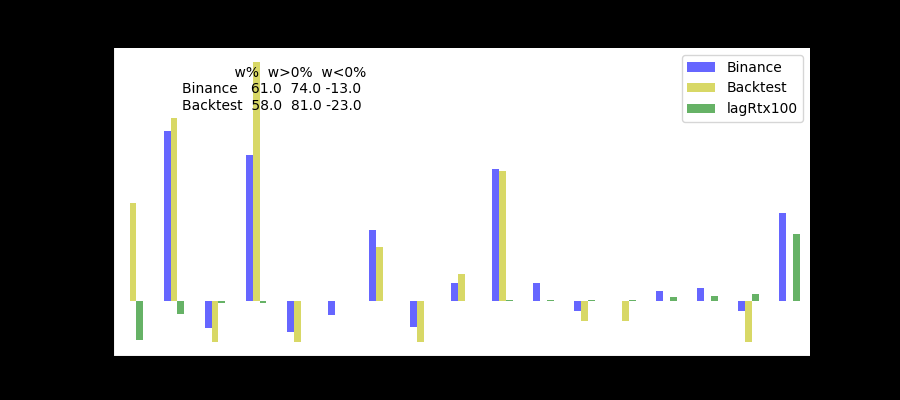 w% w>0% w<0%
Binance 61.0 74.0 -13.0
Backtest 58.0 81.0 -23.0
Binance
Backtest
lagRtx100